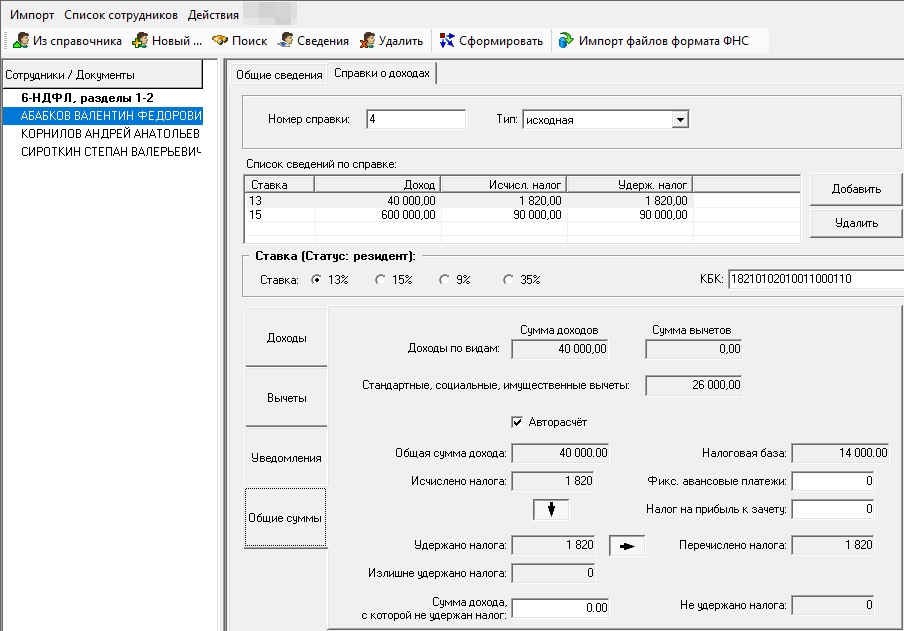 Импорт Список сотрудников Действия
Из справочника Новый ... Поиск Сведения Удалить Сформировать Импорт файлов формата ФНС
Сотрудники / Документы
6-НДФЛ, разделы 1-2
АБАБКОВ ВАЛЕНТИН ФЕДОРОВИ
КОРНИЛОВ АНДРЕЙ АНАТОЛЬЕВ
СИРОТКИН СТЕПАН ВАЛЕРЬЕВИЧ
Общие сведения Справки о доходах
Номер справки: 4 Тип: исходная
Список сведений по справке:
Ставка Доход Исчисл. налог Удерж. налог
13 40 000,00 1 820,00 1 820,00
15 600 000,00 90 000,00 90 000,00
Добавить
Удалить
Ставка (Статус: резидент):
Ставка: 13% 15% 9% 35% КБК: 18210102010011000110
Доходы
Вычеты
Уведомления
Общие суммы
Сумма доходов Сумма вычетов
Доходы по видам: 40 000,00 0,00
Стандартные, социальные, имущественные вычеты: 26 000,00
Авторасчёт
Общая сумма дохода: 40 000.00 Налоговая база: 14 000.00
Исчислено налога: 1 820 Фикс. авансовые платежи: 0
Налог на прибыль к зачету: 0
Удержано налога: 1 820 Перечислено налога: 1 820
Излишне удержано налога: 0
Сумма дохода,
с которой не удержан налог: 0.00 Не удержано налога: 0